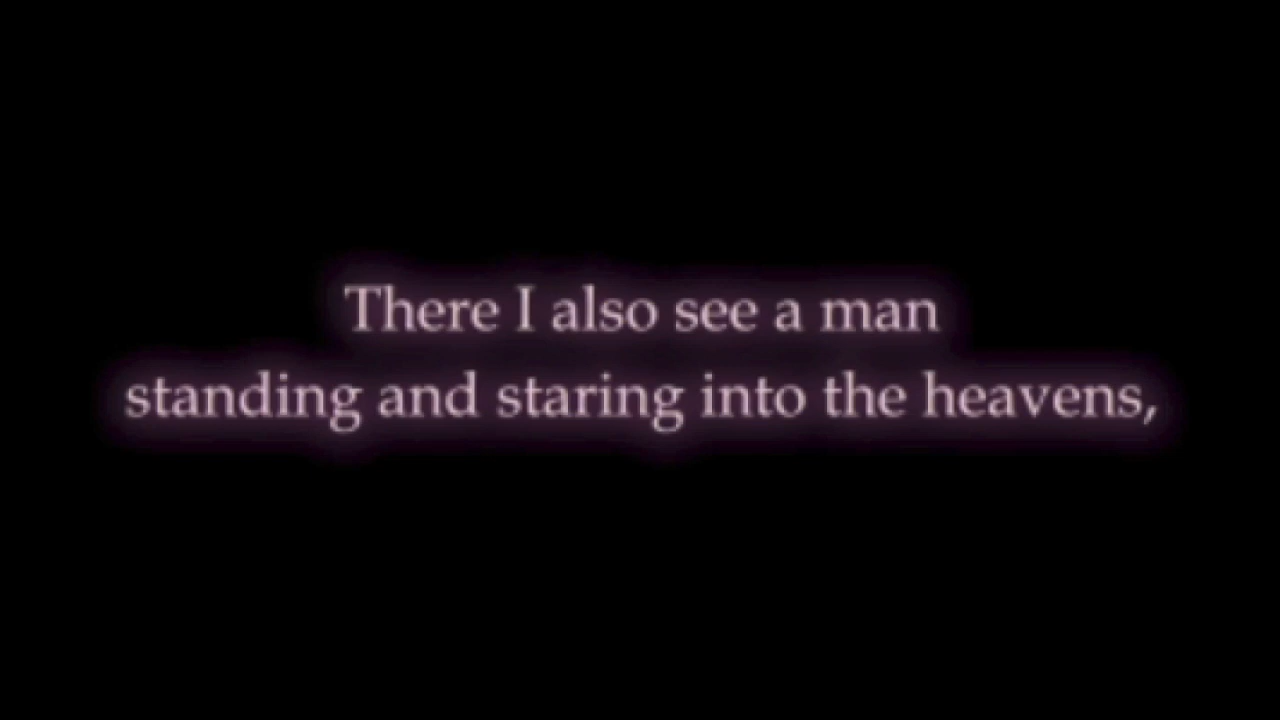 There I also see a man
standing and staring into the heavens,